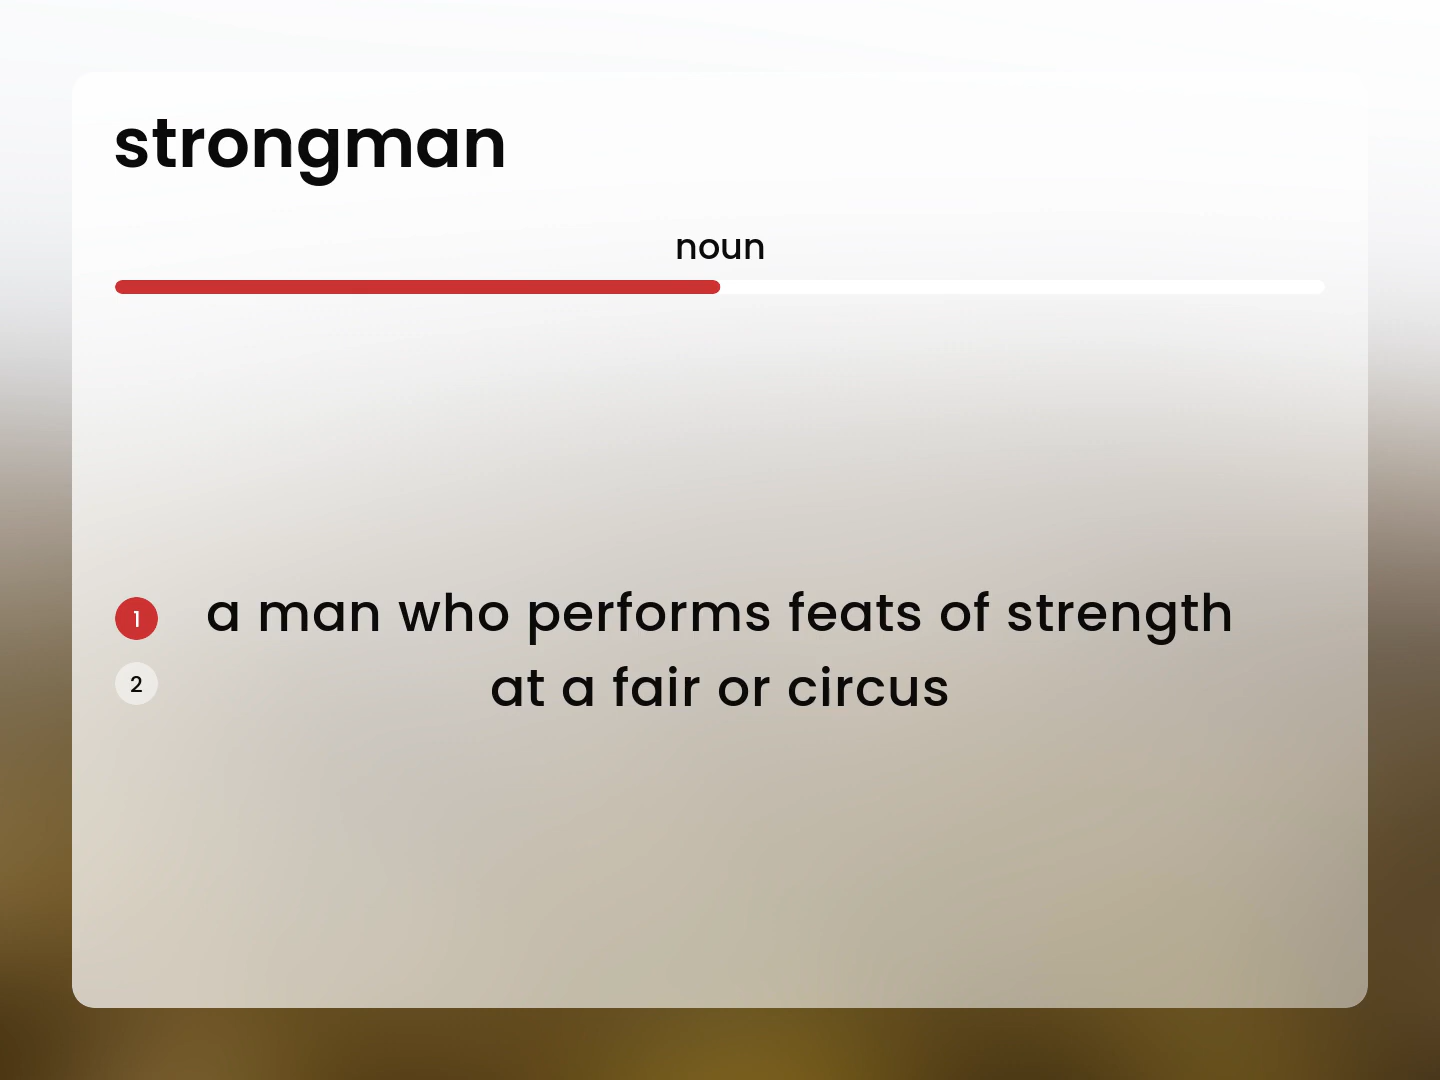 strongman
noun
1
a man who performs feats of strength
2
at a fair or circus